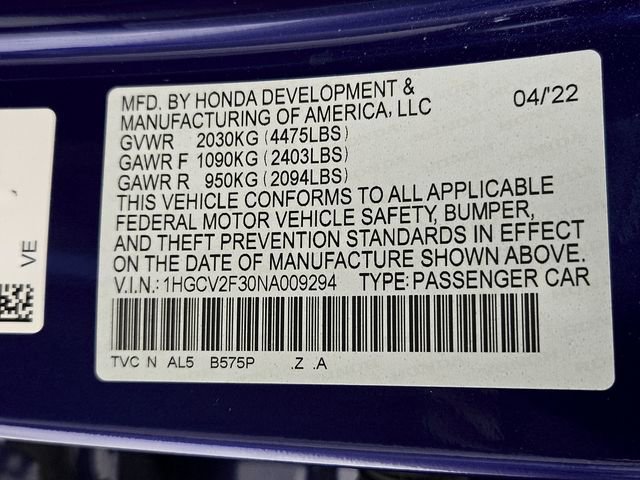 MFD. BY HONDA DEVELOPMENT &
MANUFACTURING OF AMERICA, LLC
04/'22
GVWR 2030KG (4475LBS)
GAWR F 1090KG (2403LBS)
GAWR R 950KG (2094LBS)
THIS VEHICLE CONFORMS TO ALL APPLICABLE
FEDERAL MOTOR VEHICLE SAFETY, BUMPER,
AND THEFT PREVENTION STANDARDS IN EFFECT
ON THE DATE OF MANUFACTURE SHOWN ABOVE.
V.I.N.: 1HGCV2F30NA009294 TYPE: PASSENGER CAR
TVC N AL5 B575P .Z .A
VE